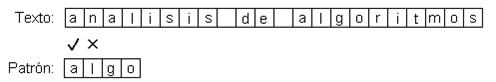 Texto: analisis de algoritmos
✓ ✗
Patrón: algo